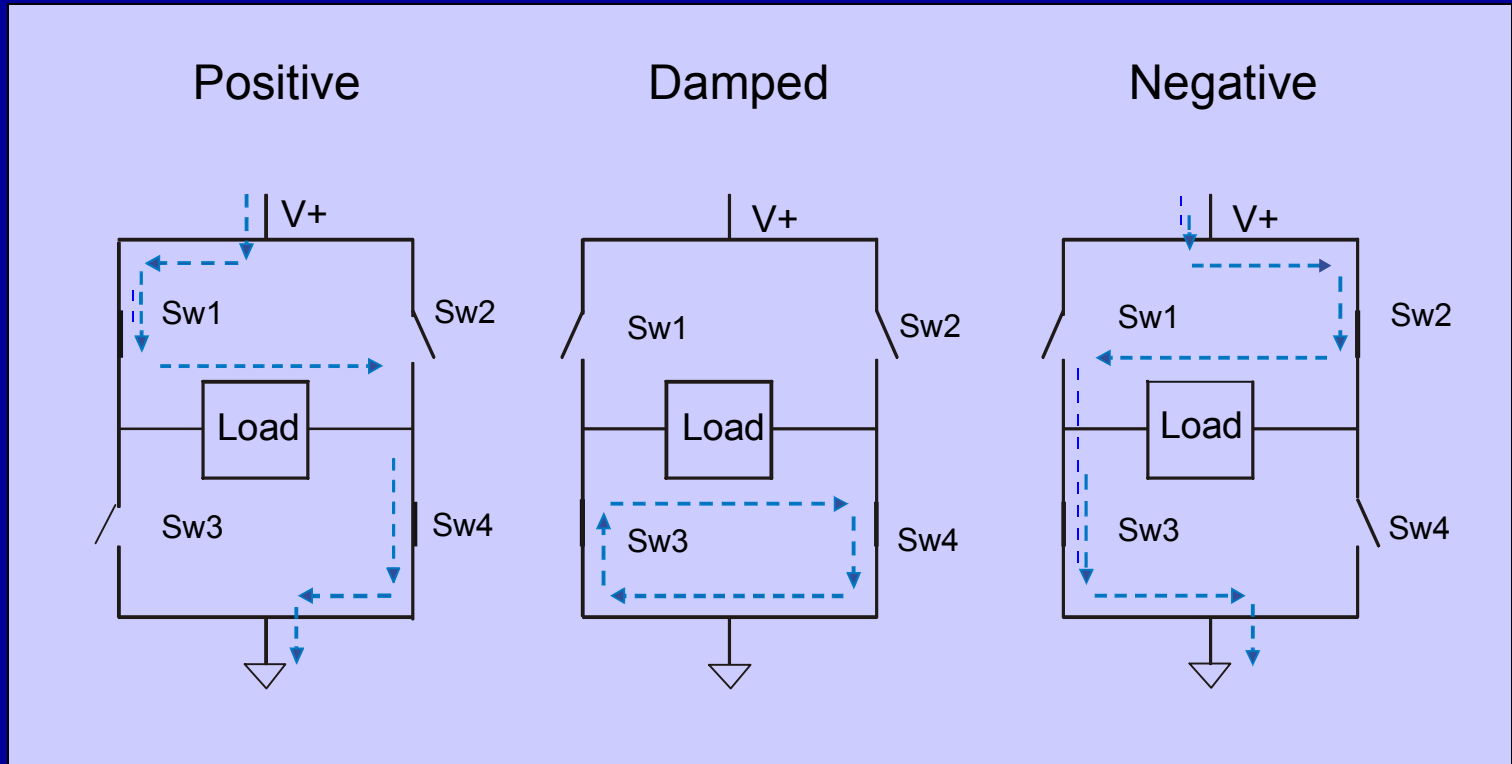 Positive
Damped
Negative
V+
Sw1
Sw2
Load
Sw3
Sw4
V+
Sw1
Sw2
Load
Sw3
Sw4
V+
Sw1
Sw2
Load
Sw3
Sw4